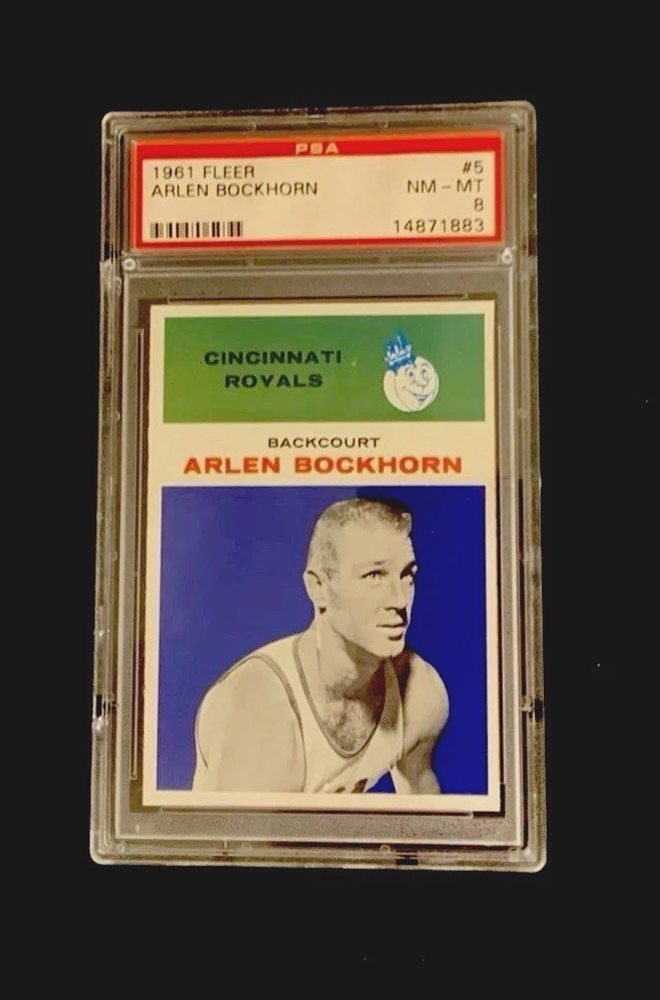 PSA
1961 FLEER #5
ARLEN BOCKHORN NM - MT
8
14871883
CINCINNATI
ROYALS
BACKCOURT
ARLEN BOCKHORN